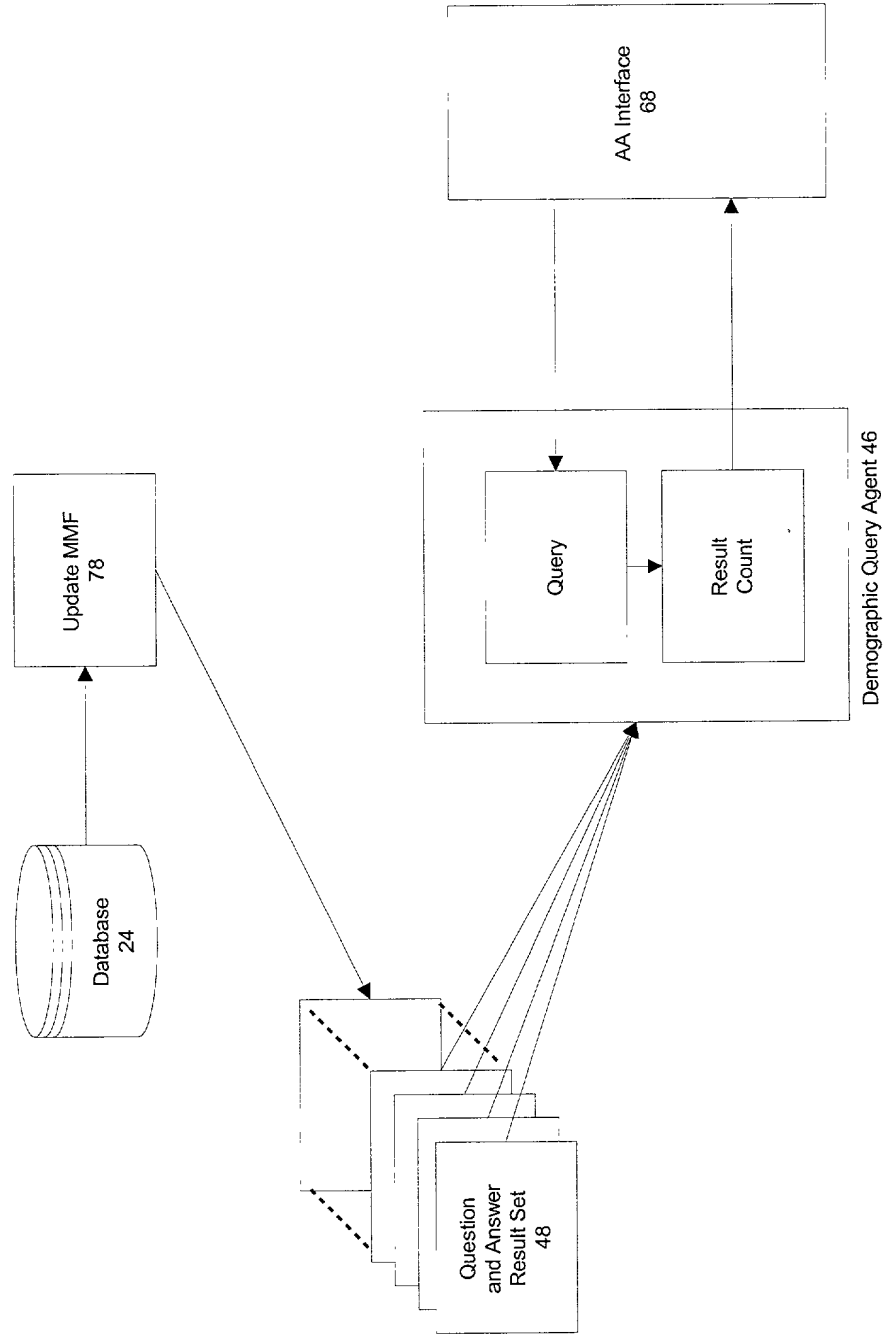 Database
24
Update MMF
78
Question
and Answer
Result Set
48
Query
Result
Count
Demographic Query Agent 46
AA Interface
68